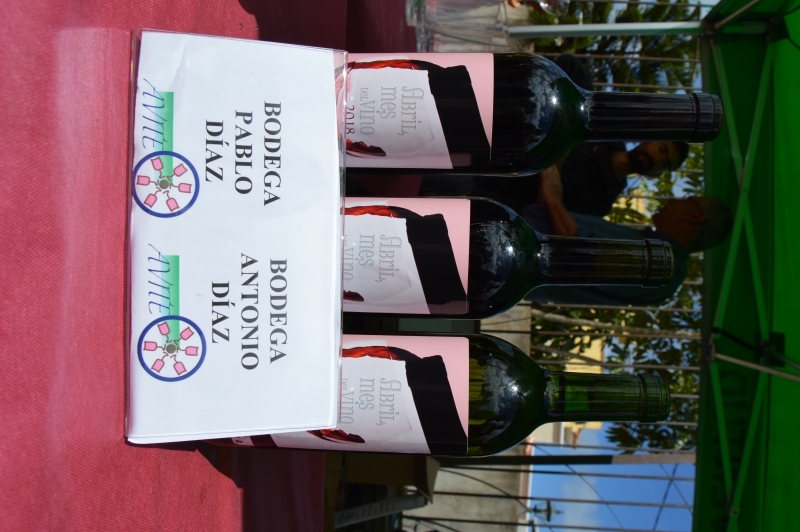 BODEGA
PABLO
DÍAZ
AVITE
BODEGA
ANTONIO
DÍAZ
AVITE
Abril,
mes
DEL Vino
2018
Abril,
mes
DEL Vino
Abril,
mes
DEL Vino